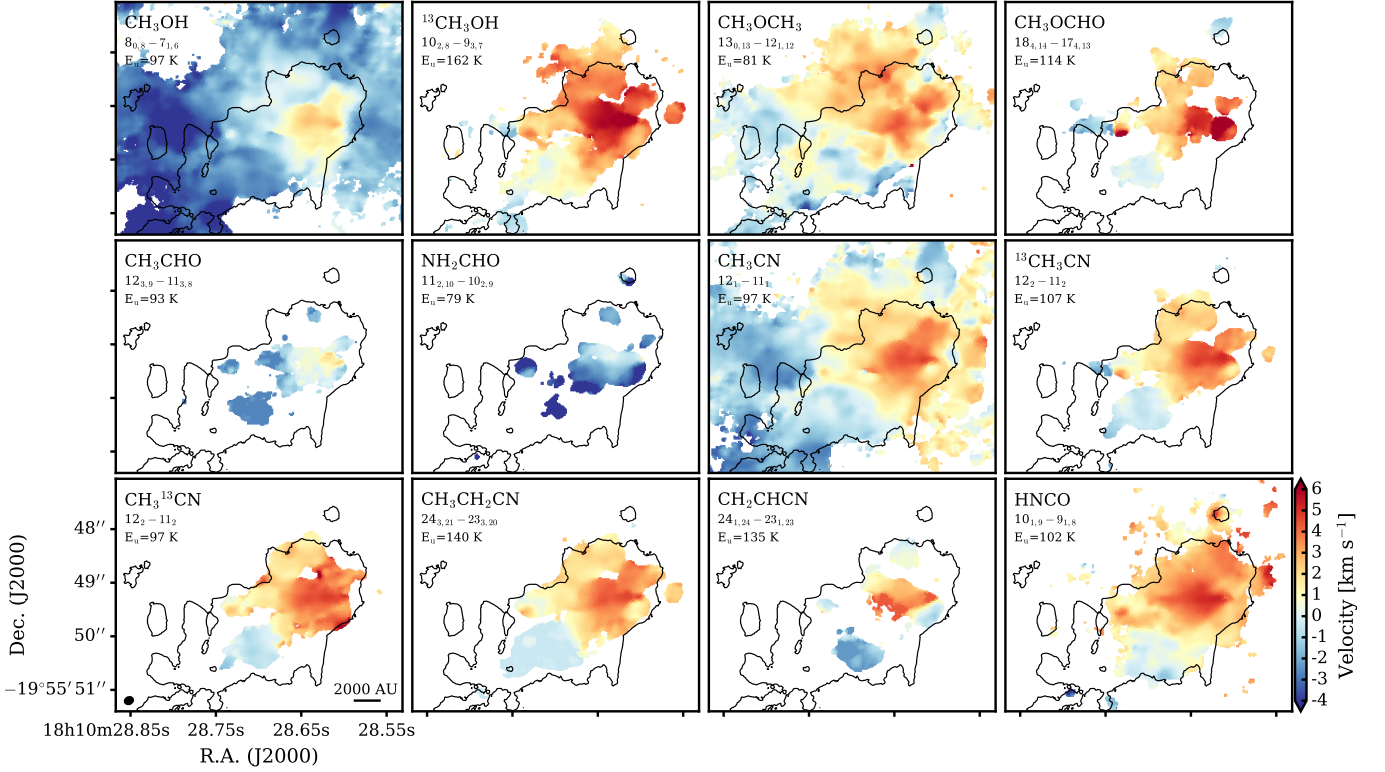 CH₃OH
8₀,₈ − 7₁,₆
Eᵤ=97 K
¹³CH₃OH
10₂,₈ − 9₃,₇
Eᵤ=162 K
CH₃OCH₃
13₀,₁₃ − 12₁,₁₂
Eᵤ=81 K
CH₃OCHO
18₄,₁₄ − 17₄,₁₃
Eᵤ=114 K
CH₃CHO
12₃,₉ − 11₃,₈
Eᵤ=93 K
NH₂CHO
11₂,₁₀ − 10₂,₉
Eᵤ=79 K
CH₃CN
12₁ − 11₁
Eᵤ=97 K
¹³CH₃CN
12₂ − 11₂
Eᵤ=107 K
CH₃¹³CN
12₂ − 11₂
Eᵤ=97 K
CH₃CH₂CN
24₃,₂₁ − 23₃,₂₀
Eᵤ=140 K
CH₂CHCN
24₁,₂₄ − 23₁,₂₃
Eᵤ=135 K
HNCO
10₁,₉ − 9₁,₈
Eᵤ=102 K
2000 AU
48′′
49′′
50′′
−19°55′51′′
Dec. (J2000)
18h10m28.85s 28.75s 28.65s 28.55s
R.A. (J2000)
6
5
4
3
2
1
0
-1
-2
-3
-4
Velocity [km s⁻¹]